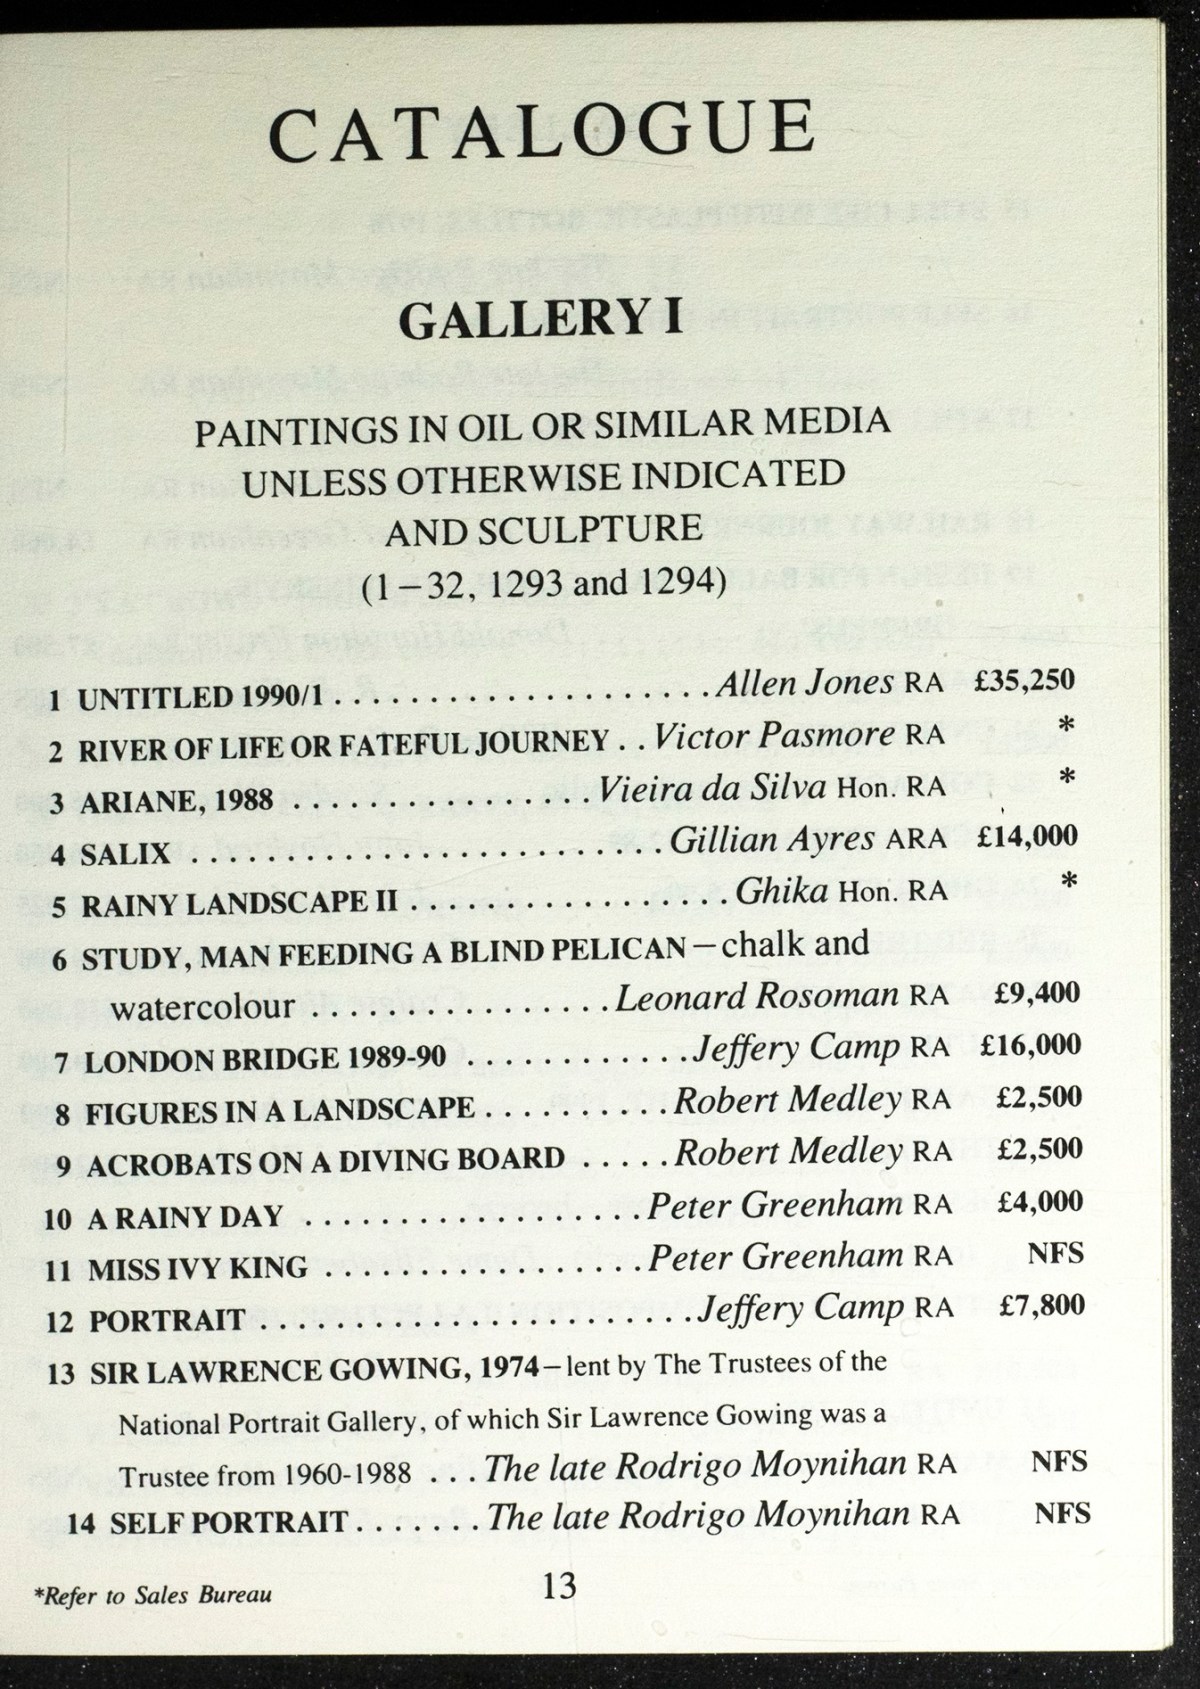 CATALOGUE
GALLERY I
PAINTINGS IN OIL OR SIMILAR MEDIA
UNLESS OTHERWISE INDICATED
AND SCULPTURE
(1–32, 1293 and 1294)
1 UNTITLED 1990/1 . . . . . . . . . . . . . . . . . . Allen Jones RA £35,250
2 RIVER OF LIFE OR FATEFUL JOURNEY . . Victor Pasmore RA *
3 ARIANE, 1988 . . . . . . . . . . . . . . . . Vieira da Silva Hon. RA *
4 SALIX . . . . . . . . . . . . . . . . . . . . . . . . . Gillian Ayres ARA £14,000
5 RAINY LANDSCAPE II . . . . . . . . . . . . . . . . . Ghika Hon. RA *
6 STUDY, MAN FEEDING A BLIND PELICAN – chalk and
watercolour . . . . . . . . . . . . . . . . Leonard Rosoman RA £9,400
7 LONDON BRIDGE 1989-90 . . . . . . . . . . . . Jeffery Camp RA £16,000
8 FIGURES IN A LANDSCAPE . . . . . . . . . . Robert Medley RA £2,500
9 ACROBATS ON A DIVING BOARD . . . . . Robert Medley RA £2,500
10 A RAINY DAY . . . . . . . . . . . . . . . . . . Peter Greenham RA £4,000
11 MISS IVY KING . . . . . . . . . . . . . . . . . Peter Greenham RA NFS
12 PORTRAIT . . . . . . . . . . . . . . . . . . . . . . . Jeffery Camp RA £7,800
13 SIR LAWRENCE GOWING, 1974 – lent by The Trustees of the
National Portrait Gallery, of which Sir Lawrence Gowing was a
Trustee from 1960-1988 . . . The late Rodrigo Moynihan RA NFS
14 SELF PORTRAIT . . . . . . . The late Rodrigo Moynihan RA NFS
*Refer to Sales Bureau 13